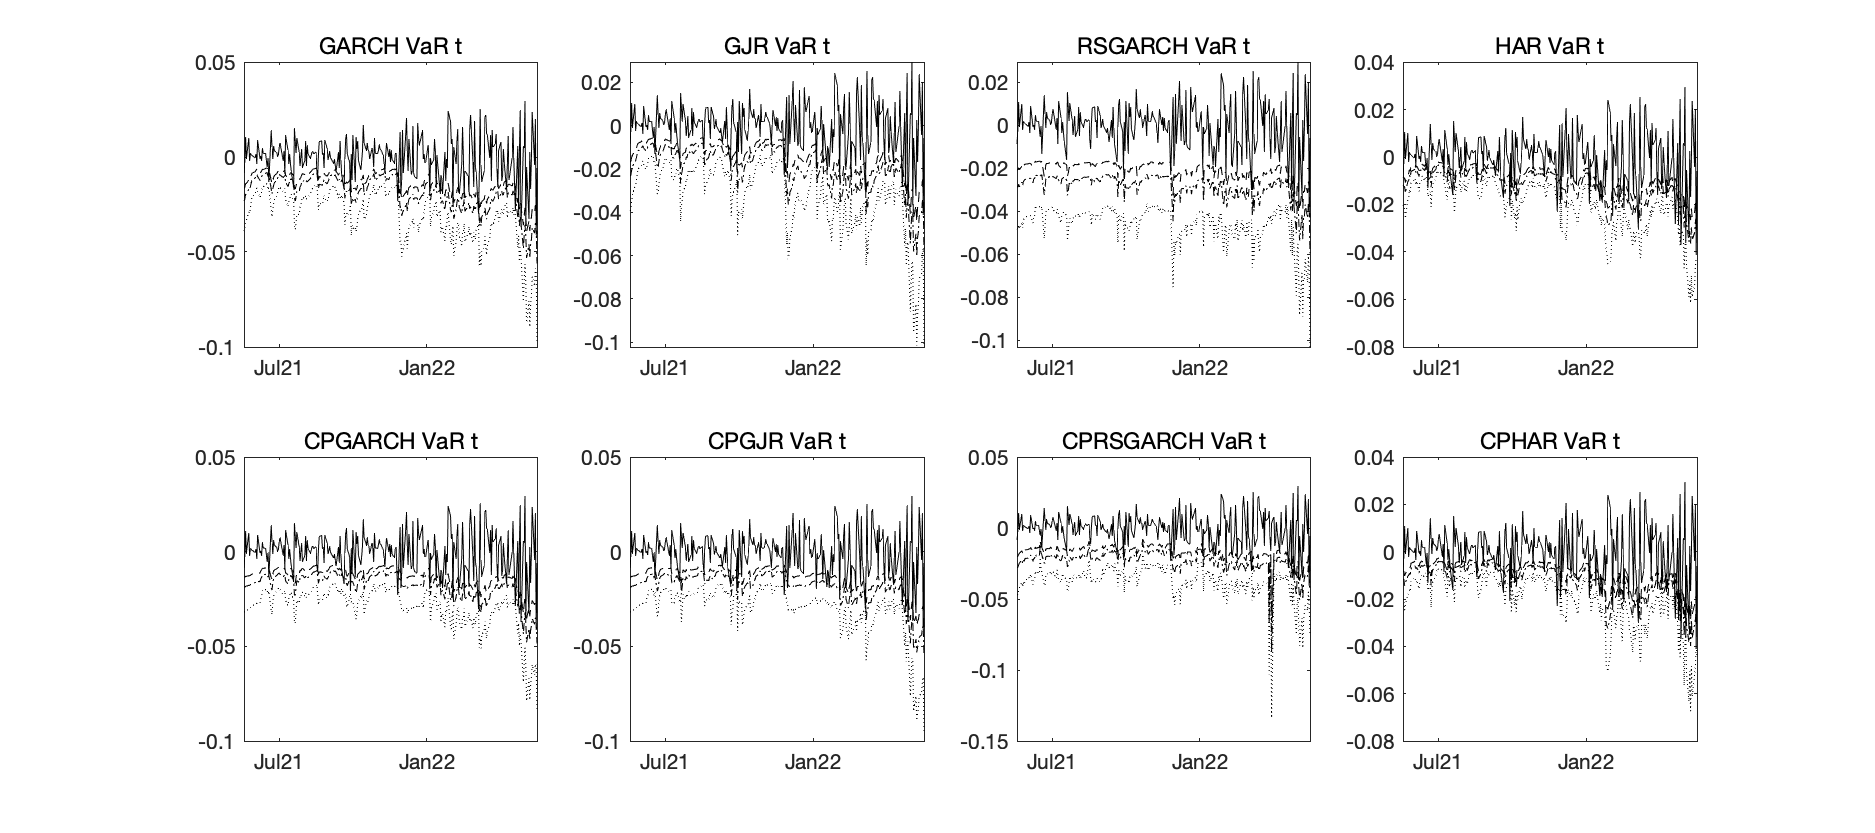 GARCH VaR t
0.05
0
-0.05
-0.1
Jul21 Jan22
GJR VaR t
0.02
0
-0.02
-0.04
-0.06
-0.08
-0.1
Jul21 Jan22
RSGARCH VaR t
0.02
0
-0.02
-0.04
-0.06
-0.08
-0.1
Jul21 Jan22
HAR VaR t
0.04
0.02
0
-0.02
-0.04
-0.06
-0.08
Jul21 Jan22
CPGARCH VaR t
0.05
0
-0.05
-0.1
Jul21 Jan22
CPGJR VaR t
0.05
0
-0.05
-0.1
Jul21 Jan22
CPRSGARCH VaR t
0.05
0
-0.05
-0.1
-0.15
Jul21 Jan22
CPHAR VaR t
0.04
0.02
0
-0.02
-0.04
-0.06
-0.08
Jul21 Jan22